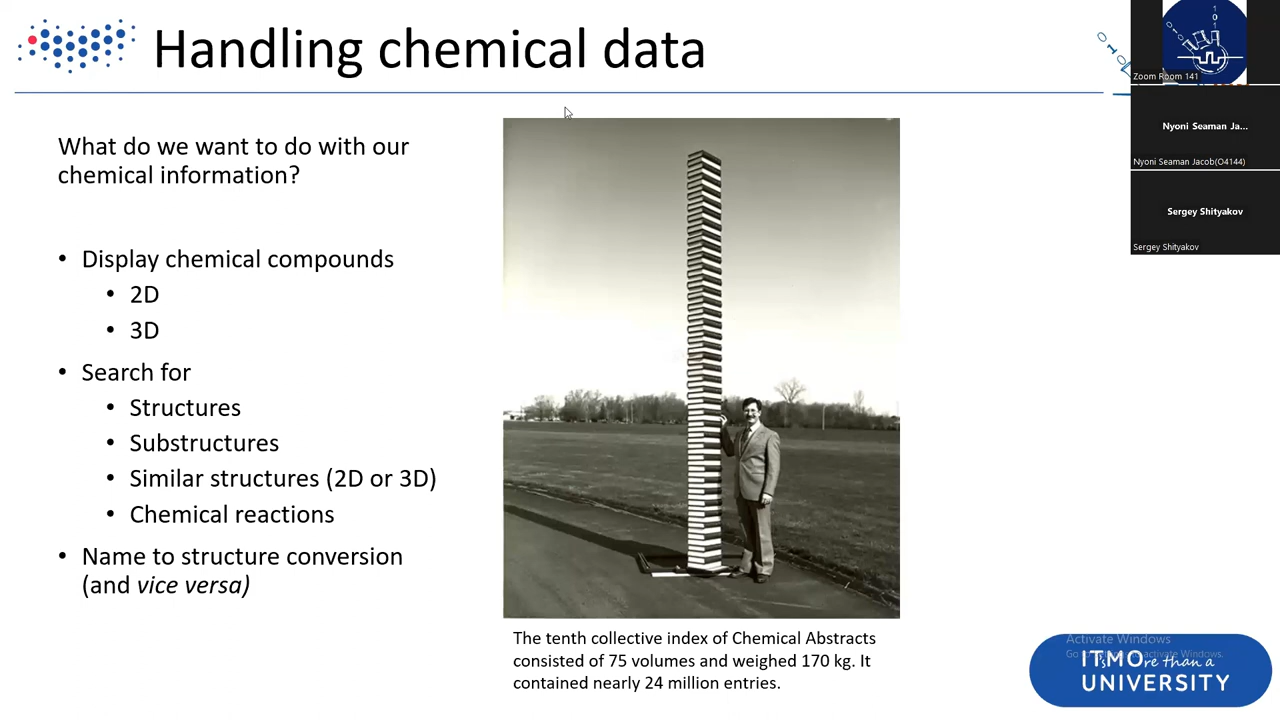 Handling chemical data
What do we want to do with our
chemical information?
• Display chemical compounds
• 2D
• 3D
• Search for
• Structures
• Substructures
• Similar structures (2D or 3D)
• Chemical reactions
• Name to structure conversion
(and vice versa)
The tenth collective index of Chemical Abstracts
consisted of 75 volumes and weighed 170 kg. It
contained nearly 24 million entries.
Zoom Room 141
Nyoni Seaman Ja...
Nyoni Seaman Jacob(O4144)
Sergey Shityakov
Sergey Shityakov
Activate Windows
activate Windows.
ITsMOre than a
UNIVERSITY